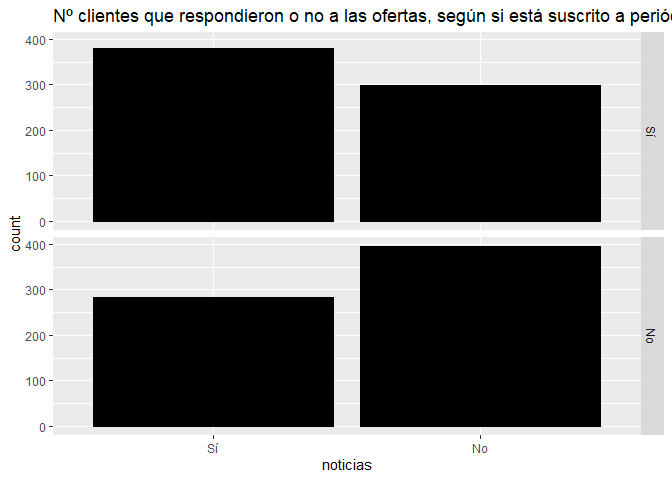 Nº clientes que respondieron o no a las ofertas, según si está suscrito a perió
400
300
200
100
0
Sí
count
400
300
200
100
0
No
Sí
No
noticias